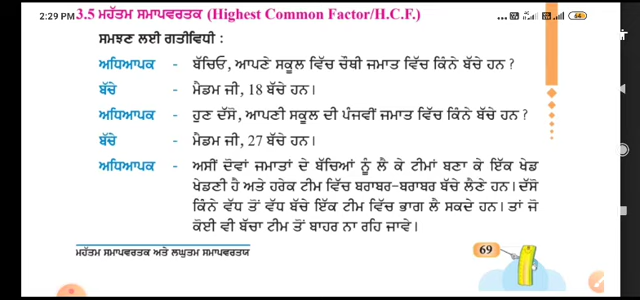 2:29 PM
64
3.5 ਮਹੱਤਮ ਸਮਾਪਵਰਤਕ (Highest Common Factor/H.C.F.)
ਸਮਝਣ ਲਈ ਗਤੀਵਿਧੀ :
ਅਧਿਆਪਕ - ਬੱਚਿਓ, ਆਪਣੇ ਸਕੂਲ ਵਿੱਚ ਚੌਥੀ ਜਮਾਤ ਵਿੱਚ ਕਿੰਨੇ ਬੱਚੇ ਹਨ ?
ਬੱਚੇ - ਮੈਡਮ ਜੀ, 18 ਬੱਚੇ ਹਨ।
ਅਧਿਆਪਕ - ਹੁਣ ਦੱਸੋ, ਆਪਣੀ ਸਕੂਲ ਦੀ ਪੰਜਵੀਂ ਜਮਾਤ ਵਿੱਚ ਕਿੰਨੇ ਬੱਚੇ ਹਨ ?
ਬੱਚੇ - ਮੈਡਮ ਜੀ, 27 ਬੱਚੇ ਹਨ।
ਅਧਿਆਪਕ - ਅਸੀਂ ਦੋਵਾਂ ਜਮਾਤਾਂ ਦੇ ਬੱਚਿਆਂ ਨੂੰ ਲੈ ਕੇ ਟੀਮਾਂ ਬਣਾ ਕੇ ਇੱਕ ਖੇਡ
ਖੇਡਣੀ ਹੈ ਅਤੇ ਹਰੇਕ ਟੀਮ ਵਿੱਚ ਬਰਾਬਰ-ਬਰਾਬਰ ਬੱਚੇ ਲੈਣੇ ਹਨ। ਦੱਸੋ
ਕਿੰਨੇ ਵੱਧ ਤੋਂ ਵੱਧ ਬੱਚੇ ਇੱਕ ਟੀਮ ਵਿੱਚ ਭਾਗ ਲੈ ਸਕਦੇ ਹਨ। ਤਾਂ ਜੋ
ਕੋਈ ਵੀ ਬੱਚਾ ਟੀਮ ਤੋਂ ਬਾਹਰ ਨਾ ਰਹਿ ਜਾਵੇ।
69
ਮਹੱਤਮ ਸਮਾਪਵਰਤਕ ਅਤੇ ਲਘੁਤਮ ਸਮਾਪਵਰਤਯ